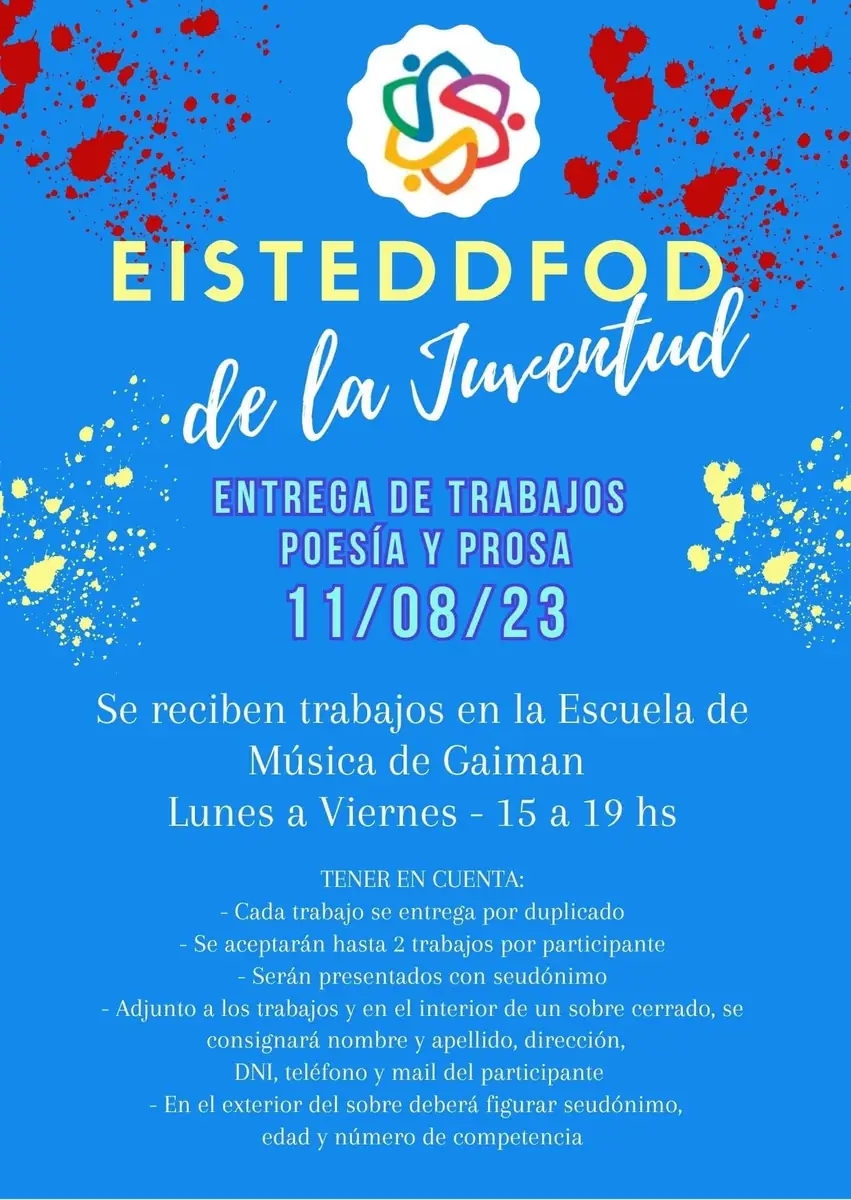 EISTEDDFOD
de la Juventud
ENTREGA DE TRABAJOS
POESÍA Y PROSA
11/08/23
Se reciben trabajos en la Escuela de
Música de Gaiman
Lunes a Viernes - 15 a 19 hs
TENER EN CUENTA:
- Cada trabajo se entrega por duplicado
- Se aceptarán hasta 2 trabajos por participante
- Serán presentados con seudónimo
- Adjunto a los trabajos y en el interior de un sobre cerrado, se
consignará nombre y apellido, dirección,
DNI, teléfono y mail del participante
- En el exterior del sobre deberá figurar seudónimo,
edad y número de competencia